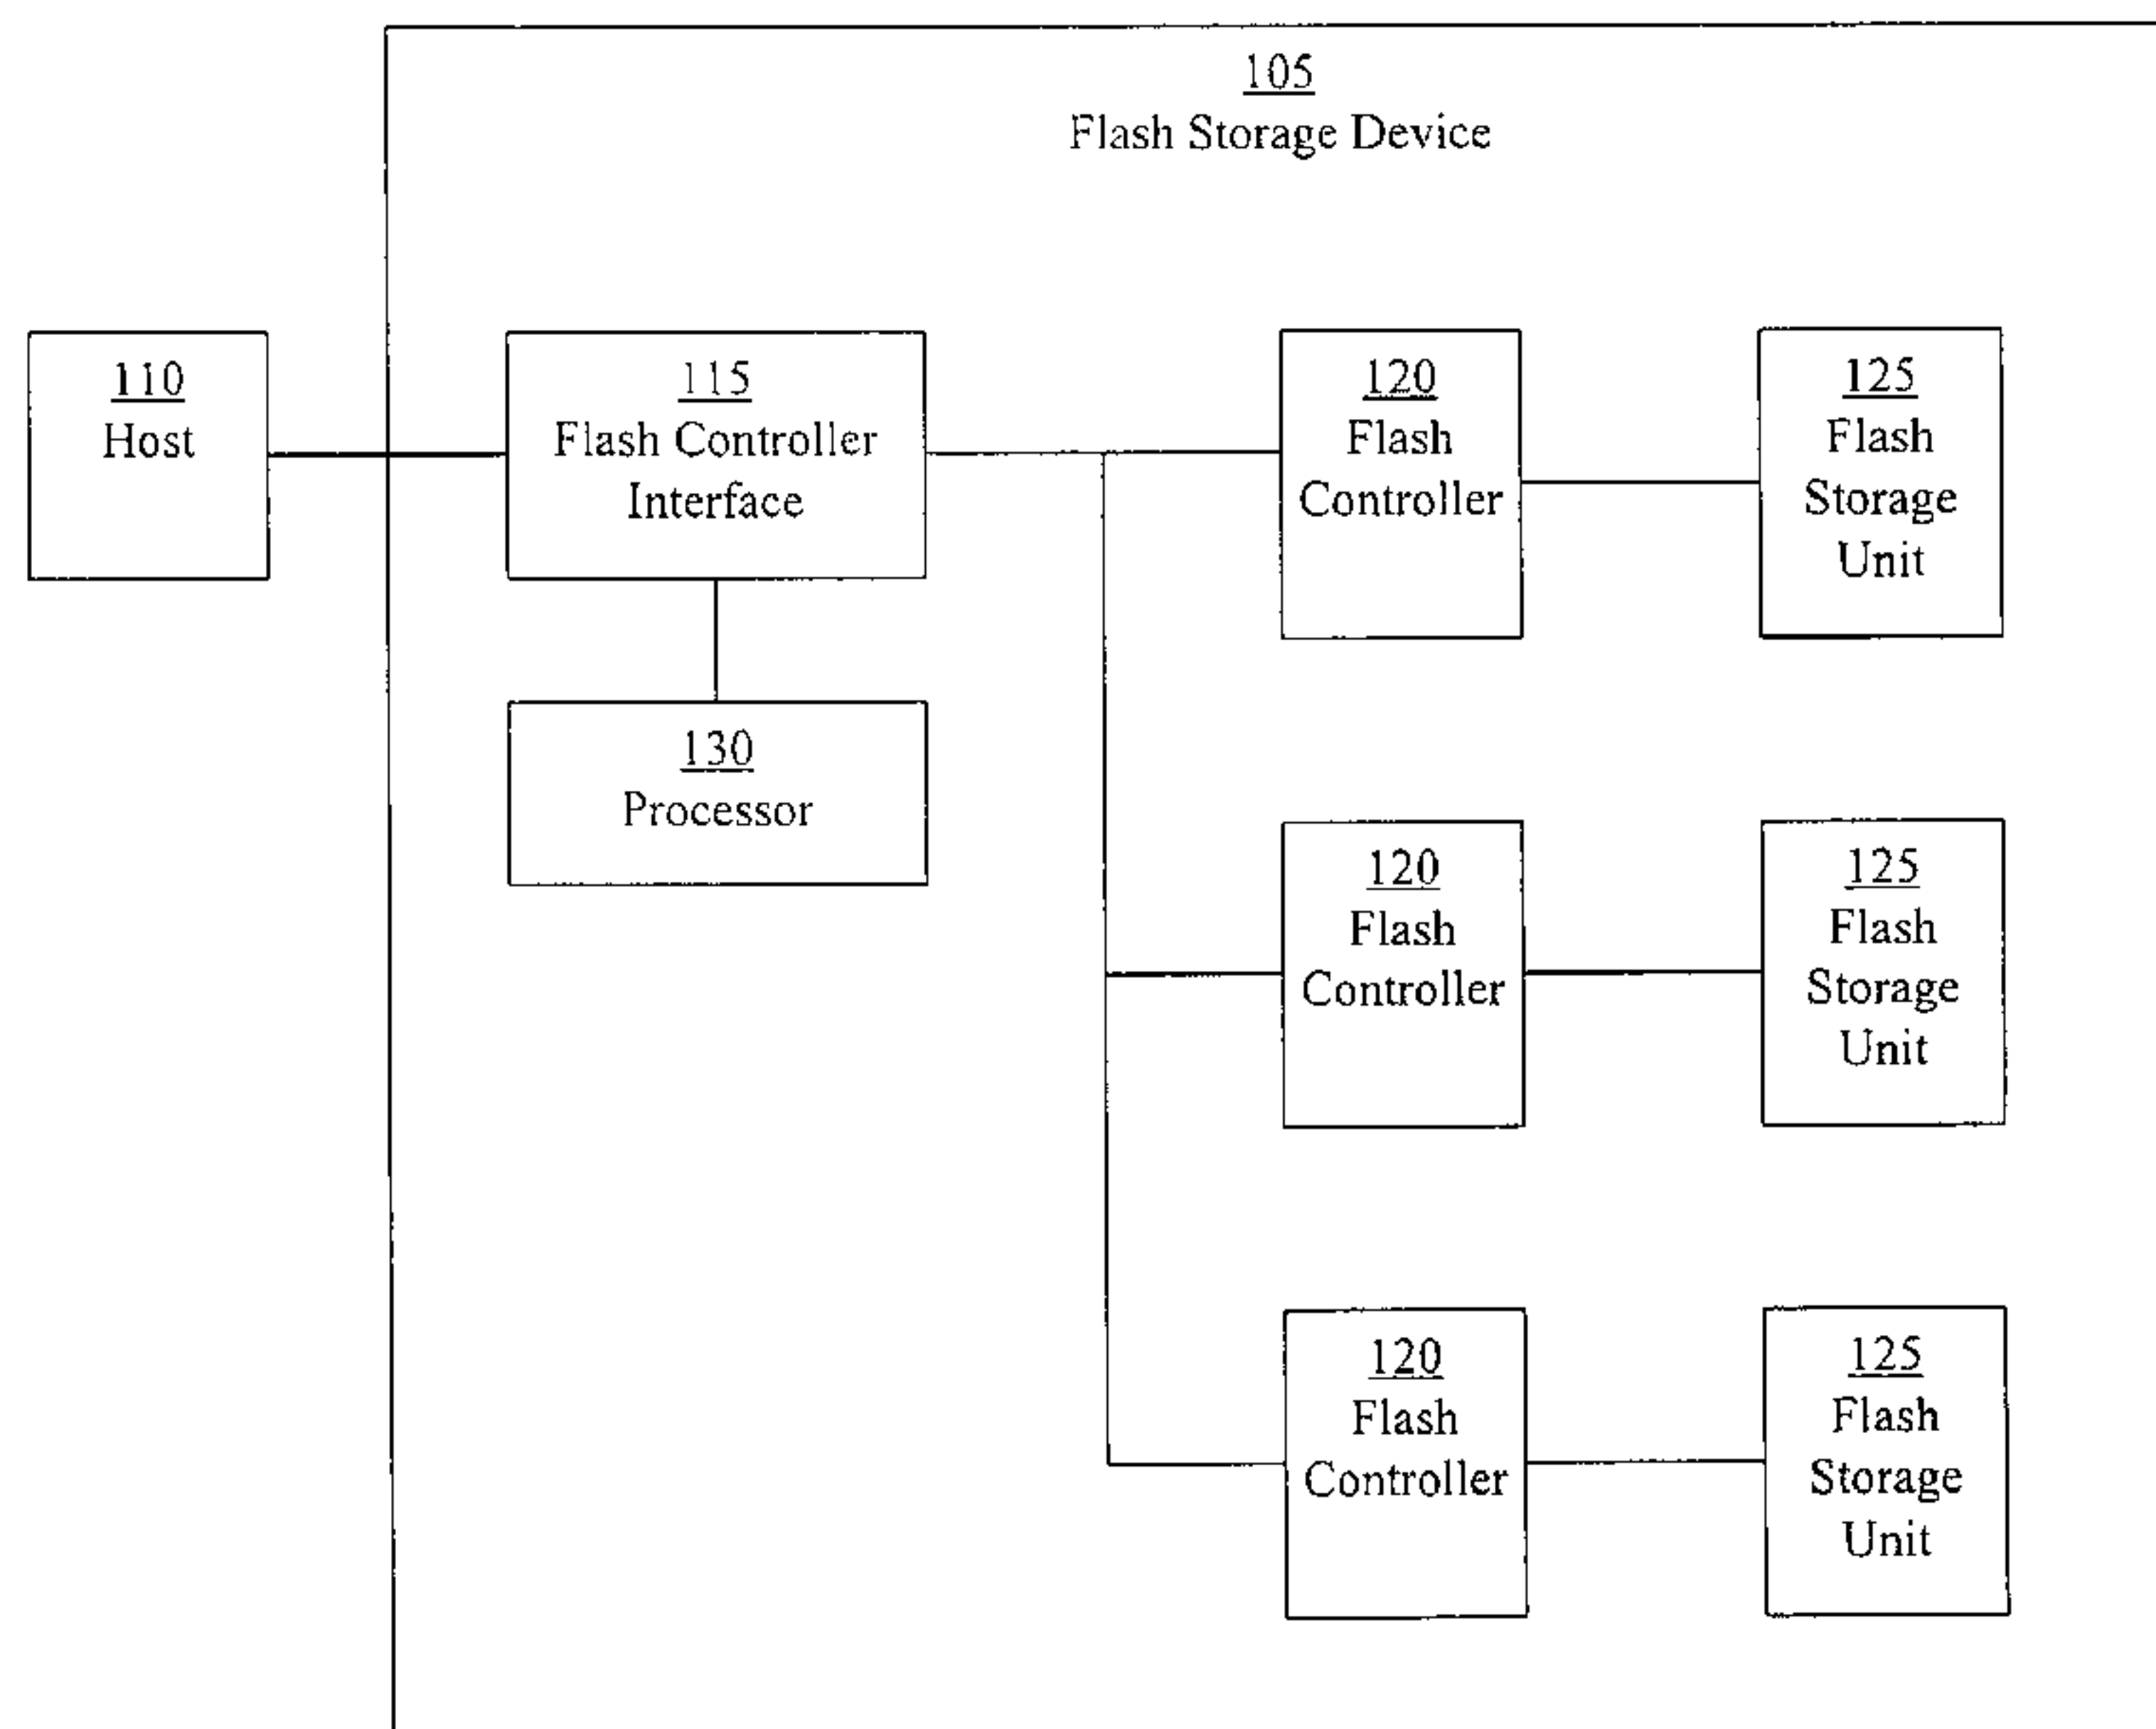 105
Flash Storage Device
110
Host
115
Flash Controller
Interface
120
Flash
Controller
125
Flash
Storage
Unit
130
Processor
120
Flash
Controller
125
Flash
Storage
Unit
120
Flash
Controller
125
Flash
Storage
Unit